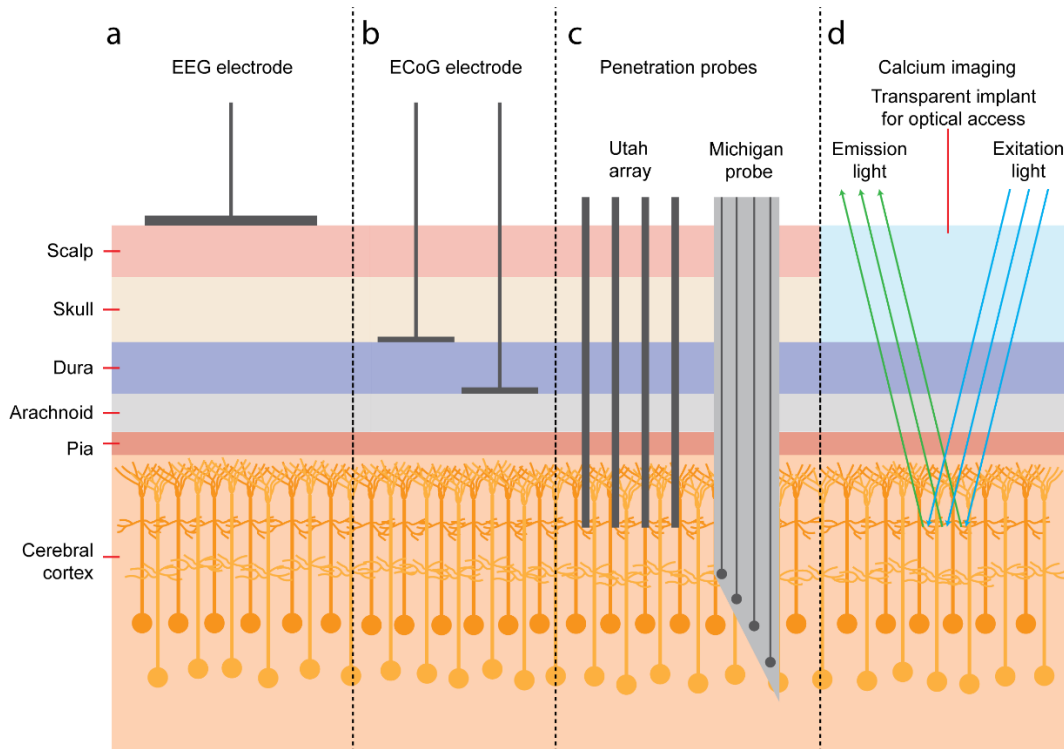 a
EEG electrode
b
ECoG electrode
c
Penetration probes
Utah
array
Michigan
probe
d
Calcium imaging
Transparent implant
for optical access
Emission
light
Exitation
light
Scalp
Skull
Dura
Arachnoid
Pia
Cerebral
cortex